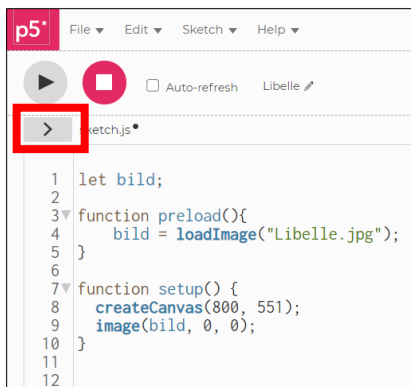 p5* File Edit Sketch Help
Auto-refresh Libelle
> sketch.js•
1 let bild;
2
3 function preload(){
4 bild = loadImage("Libelle.jpg");
5 }
6
7 function setup() {
8 createCanvas(800, 551);
9 image(bild, 0, 0);
10 }
11
12